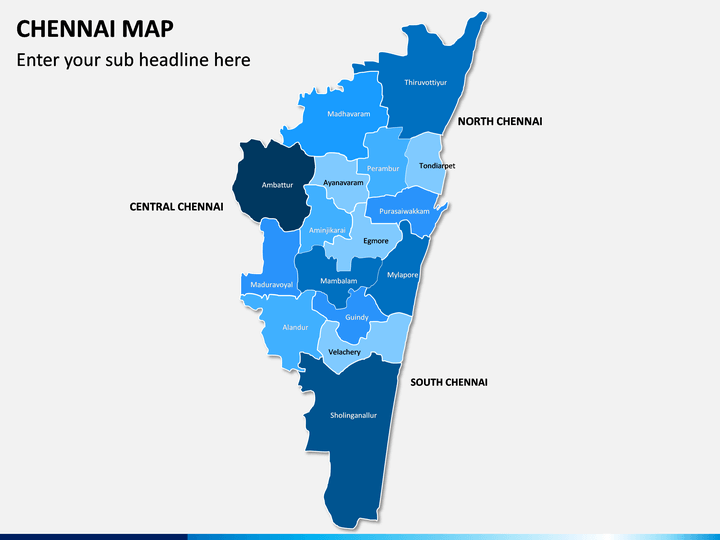 CHENNAI MAP
Enter your sub headline here
Thiruvottiyur
Madhavaram
NORTH CHENNAI
Perambur
Tondiarpet
Ambattur
Ayanavaram
CENTRAL CHENNAI
Purasaiwakkam
Aminjikarai
Egmore
Mylapore
Maduravoyal
Mambalam
Guindy
Alandur
Velachery
SOUTH CHENNAI
Sholinganallur